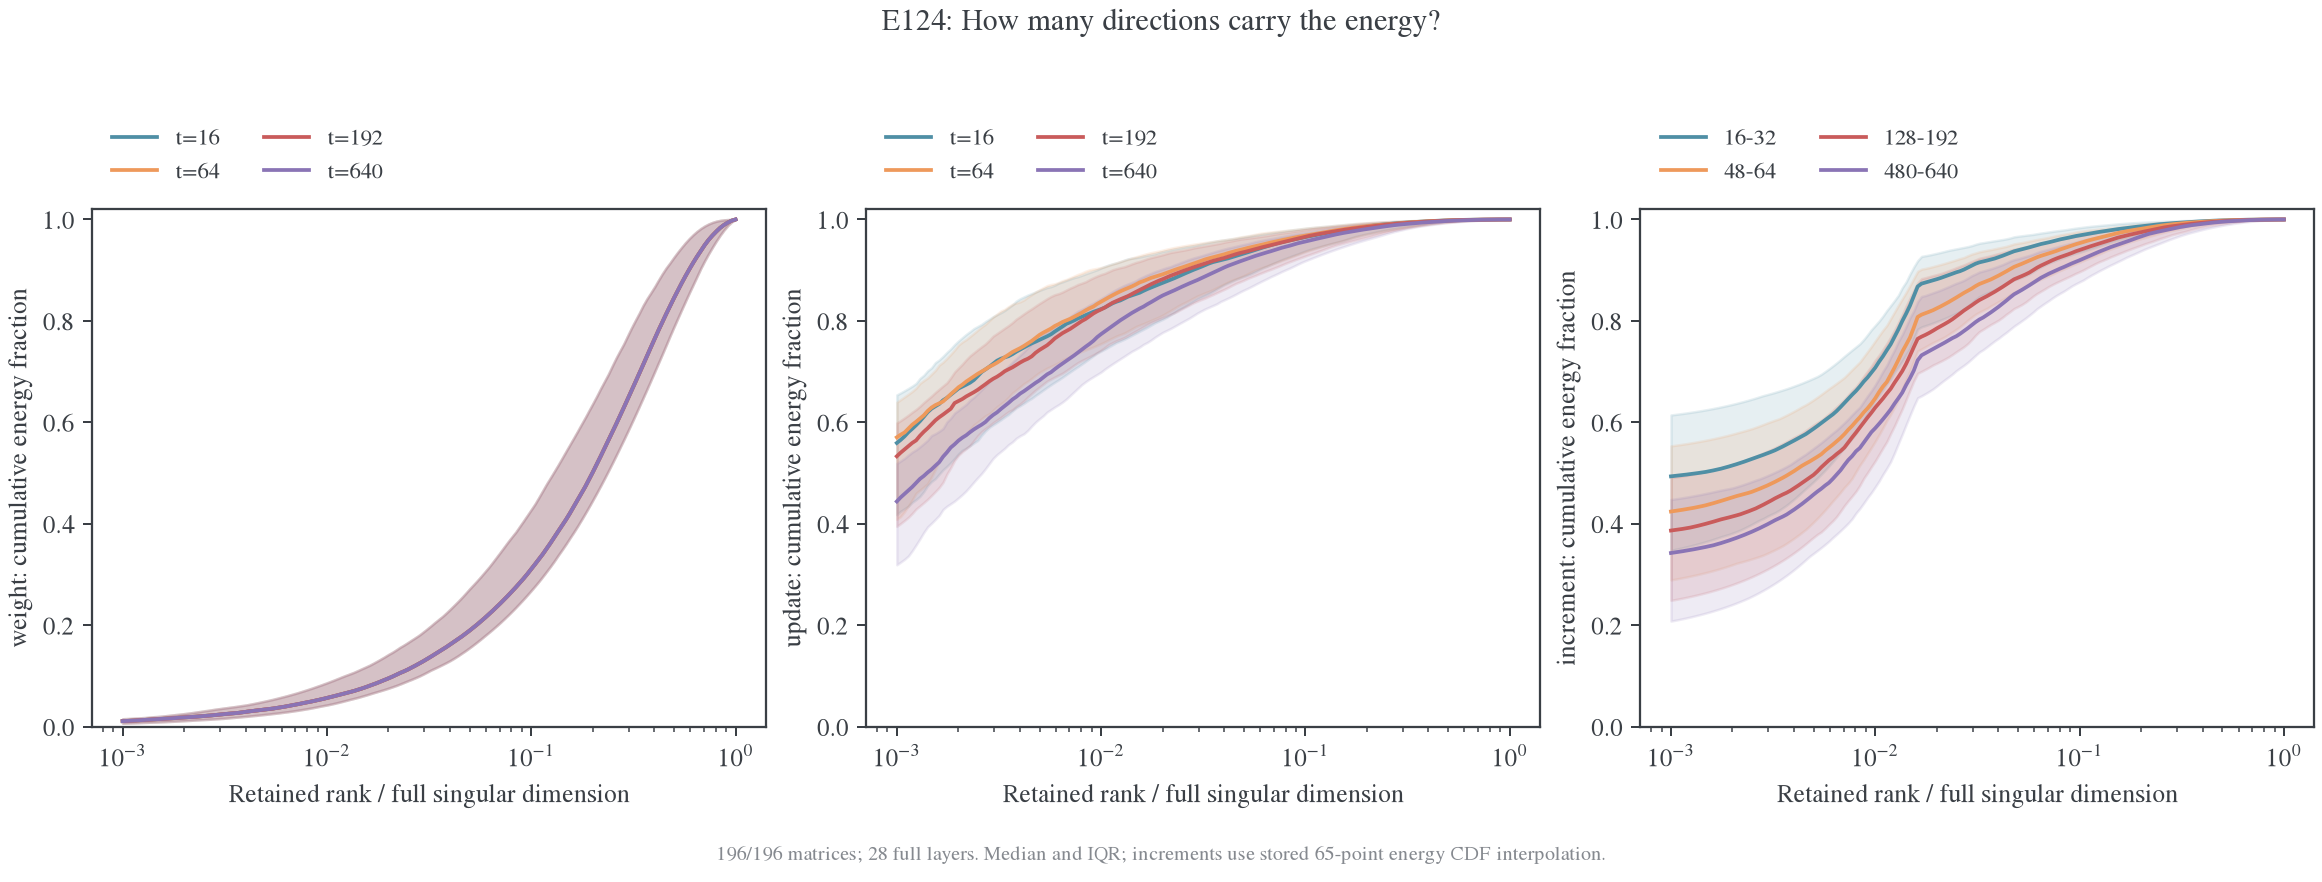 E124: How many directions carry the energy?
t=16
t=192
t=64
t=640
weight: cumulative energy fraction
1.0
0.8
0.6
0.4
0.2
0.0
10⁻³
10⁻²
10⁻¹
10⁰
Retained rank / full singular dimension
t=16
t=192
t=64
t=640
update: cumulative energy fraction
1.0
0.8
0.6
0.4
0.2
0.0
10⁻³
10⁻²
10⁻¹
10⁰
Retained rank / full singular dimension
16-32
128-192
48-64
480-640
increment: cumulative energy fraction
1.0
0.8
0.6
0.4
0.2
0.0
10⁻³
10⁻²
10⁻¹
10⁰
Retained rank / full singular dimension
196/196 matrices; 28 full layers. Median and IQR; increments use stored 65-point energy CDF interpolation.